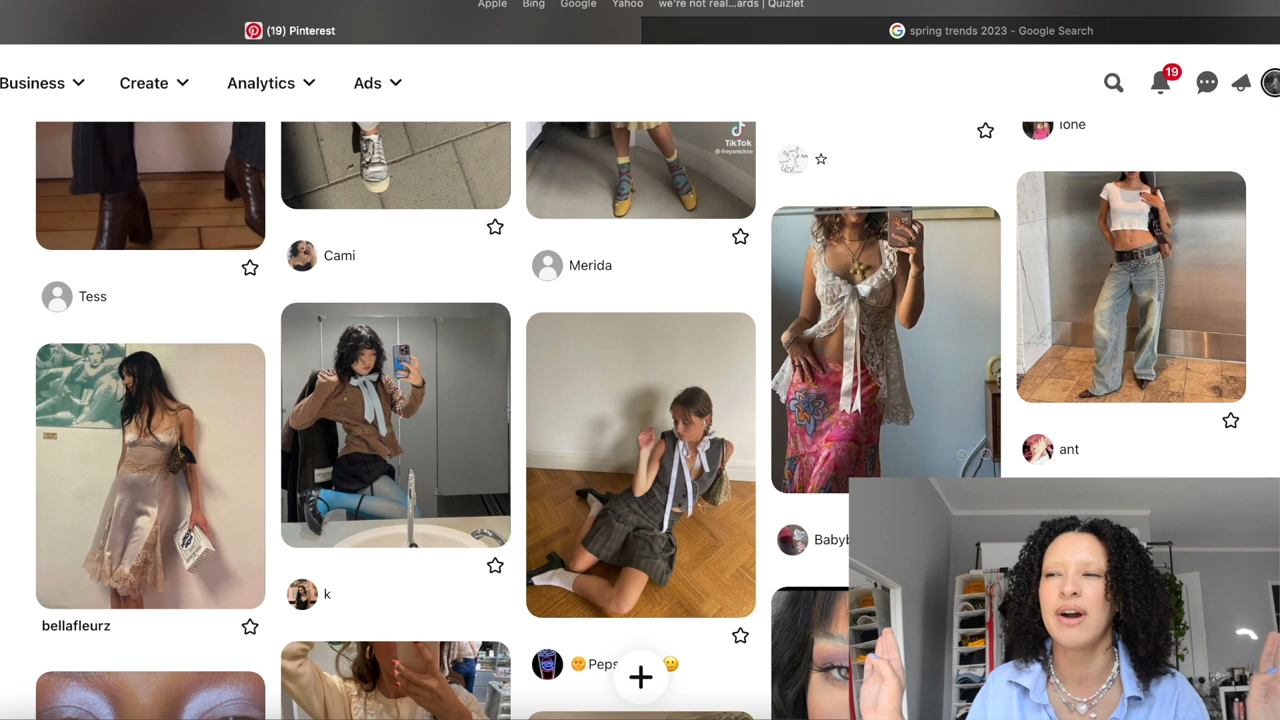 Apple Bing Google Yahoo we're not real...ards | Quizlet
(19) Pinterest
spring trends 2023 - Google Search
Business Create Analytics Ads
19
Tess
Cami
TikTok
Merida
ione
ant
bellafleurz
k
Peps
Babyb